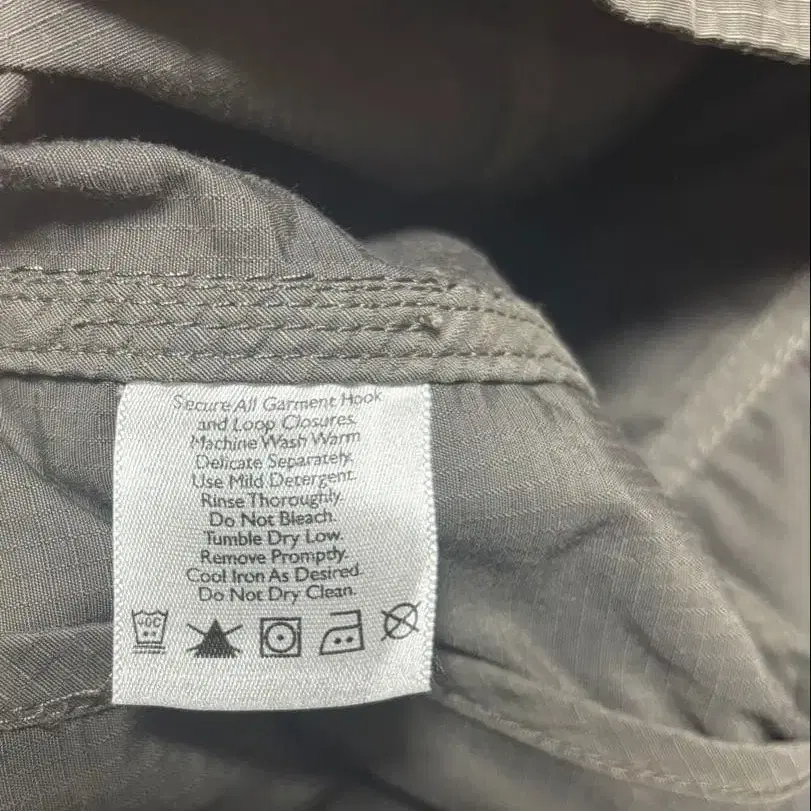 Secure All Garment Hook
and Loop Closures.
Machine Wash Warm
Delicate Separately.
Use Mild Detergent.
Rinse Thoroughly.
Do Not Bleach.
Tumble Dry Low.
Remove Promptly.
Cool Iron As Desired.
Do Not Dry Clean.
40C